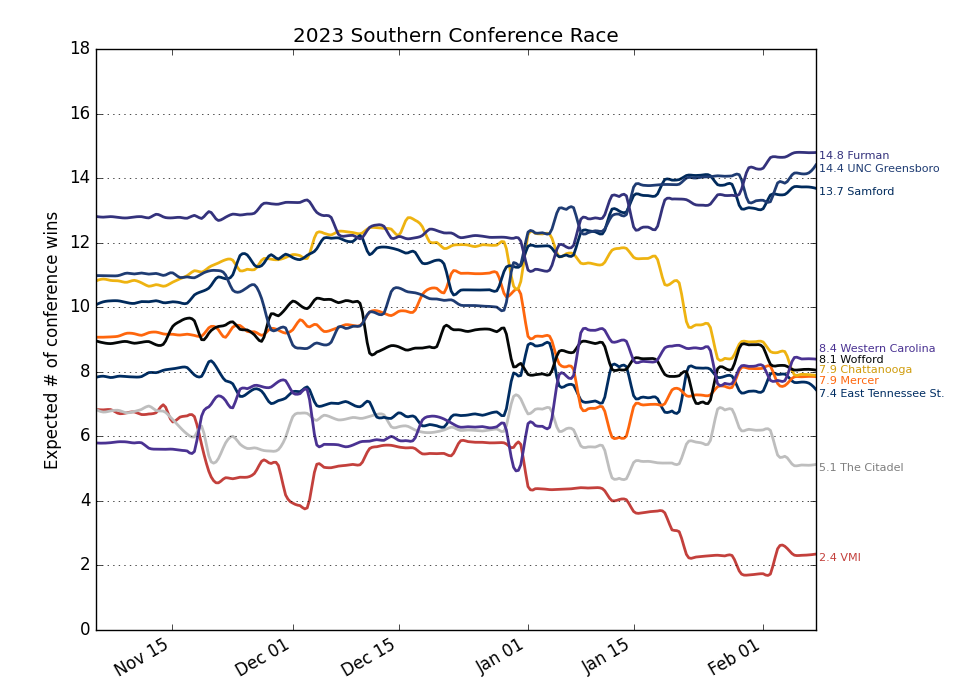 2023 Southern Conference Race
Expected # of conference wins
18
16
14
12
10
8
6
4
2
0
Nov 15
Dec 01
Dec 15
Jan 01
Jan 15
Feb 01
14.8 Furman
14.4 UNC Greensboro
13.7 Samford
8.4 Western Carolina
8.1 Wofford
7.9 Chattanooga
7.9 Mercer
7.4 East Tennessee St.
5.1 The Citadel
2.4 VMI